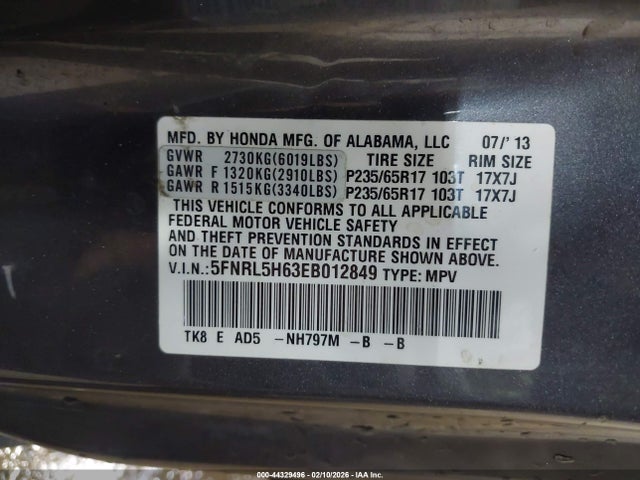 MFD. BY HONDA MFG. OF ALABAMA, LLC 07/'13
GVWR 2730KG(6019LBS) TIRE SIZE RIM SIZE
GAWR F 1320KG(2910LBS) P235/65R17 103T 17X7J
GAWR R 1515KG(3340LBS) P235/65R17 103T 17X7J
THIS VEHICLE CONFORMS TO ALL APPLICABLE
FEDERAL MOTOR VEHICLE SAFETY
AND THEFT PREVENTION STANDARDS IN EFFECT
ON THE DATE OF MANUFACTURE SHOWN ABOVE.
V.I.N.: 5FNRL5H63EB012849 TYPE: MPV
TK8 E AD5 -NH797M -B -B
000-44329496 - 02/10/2026 - IAA Inc.